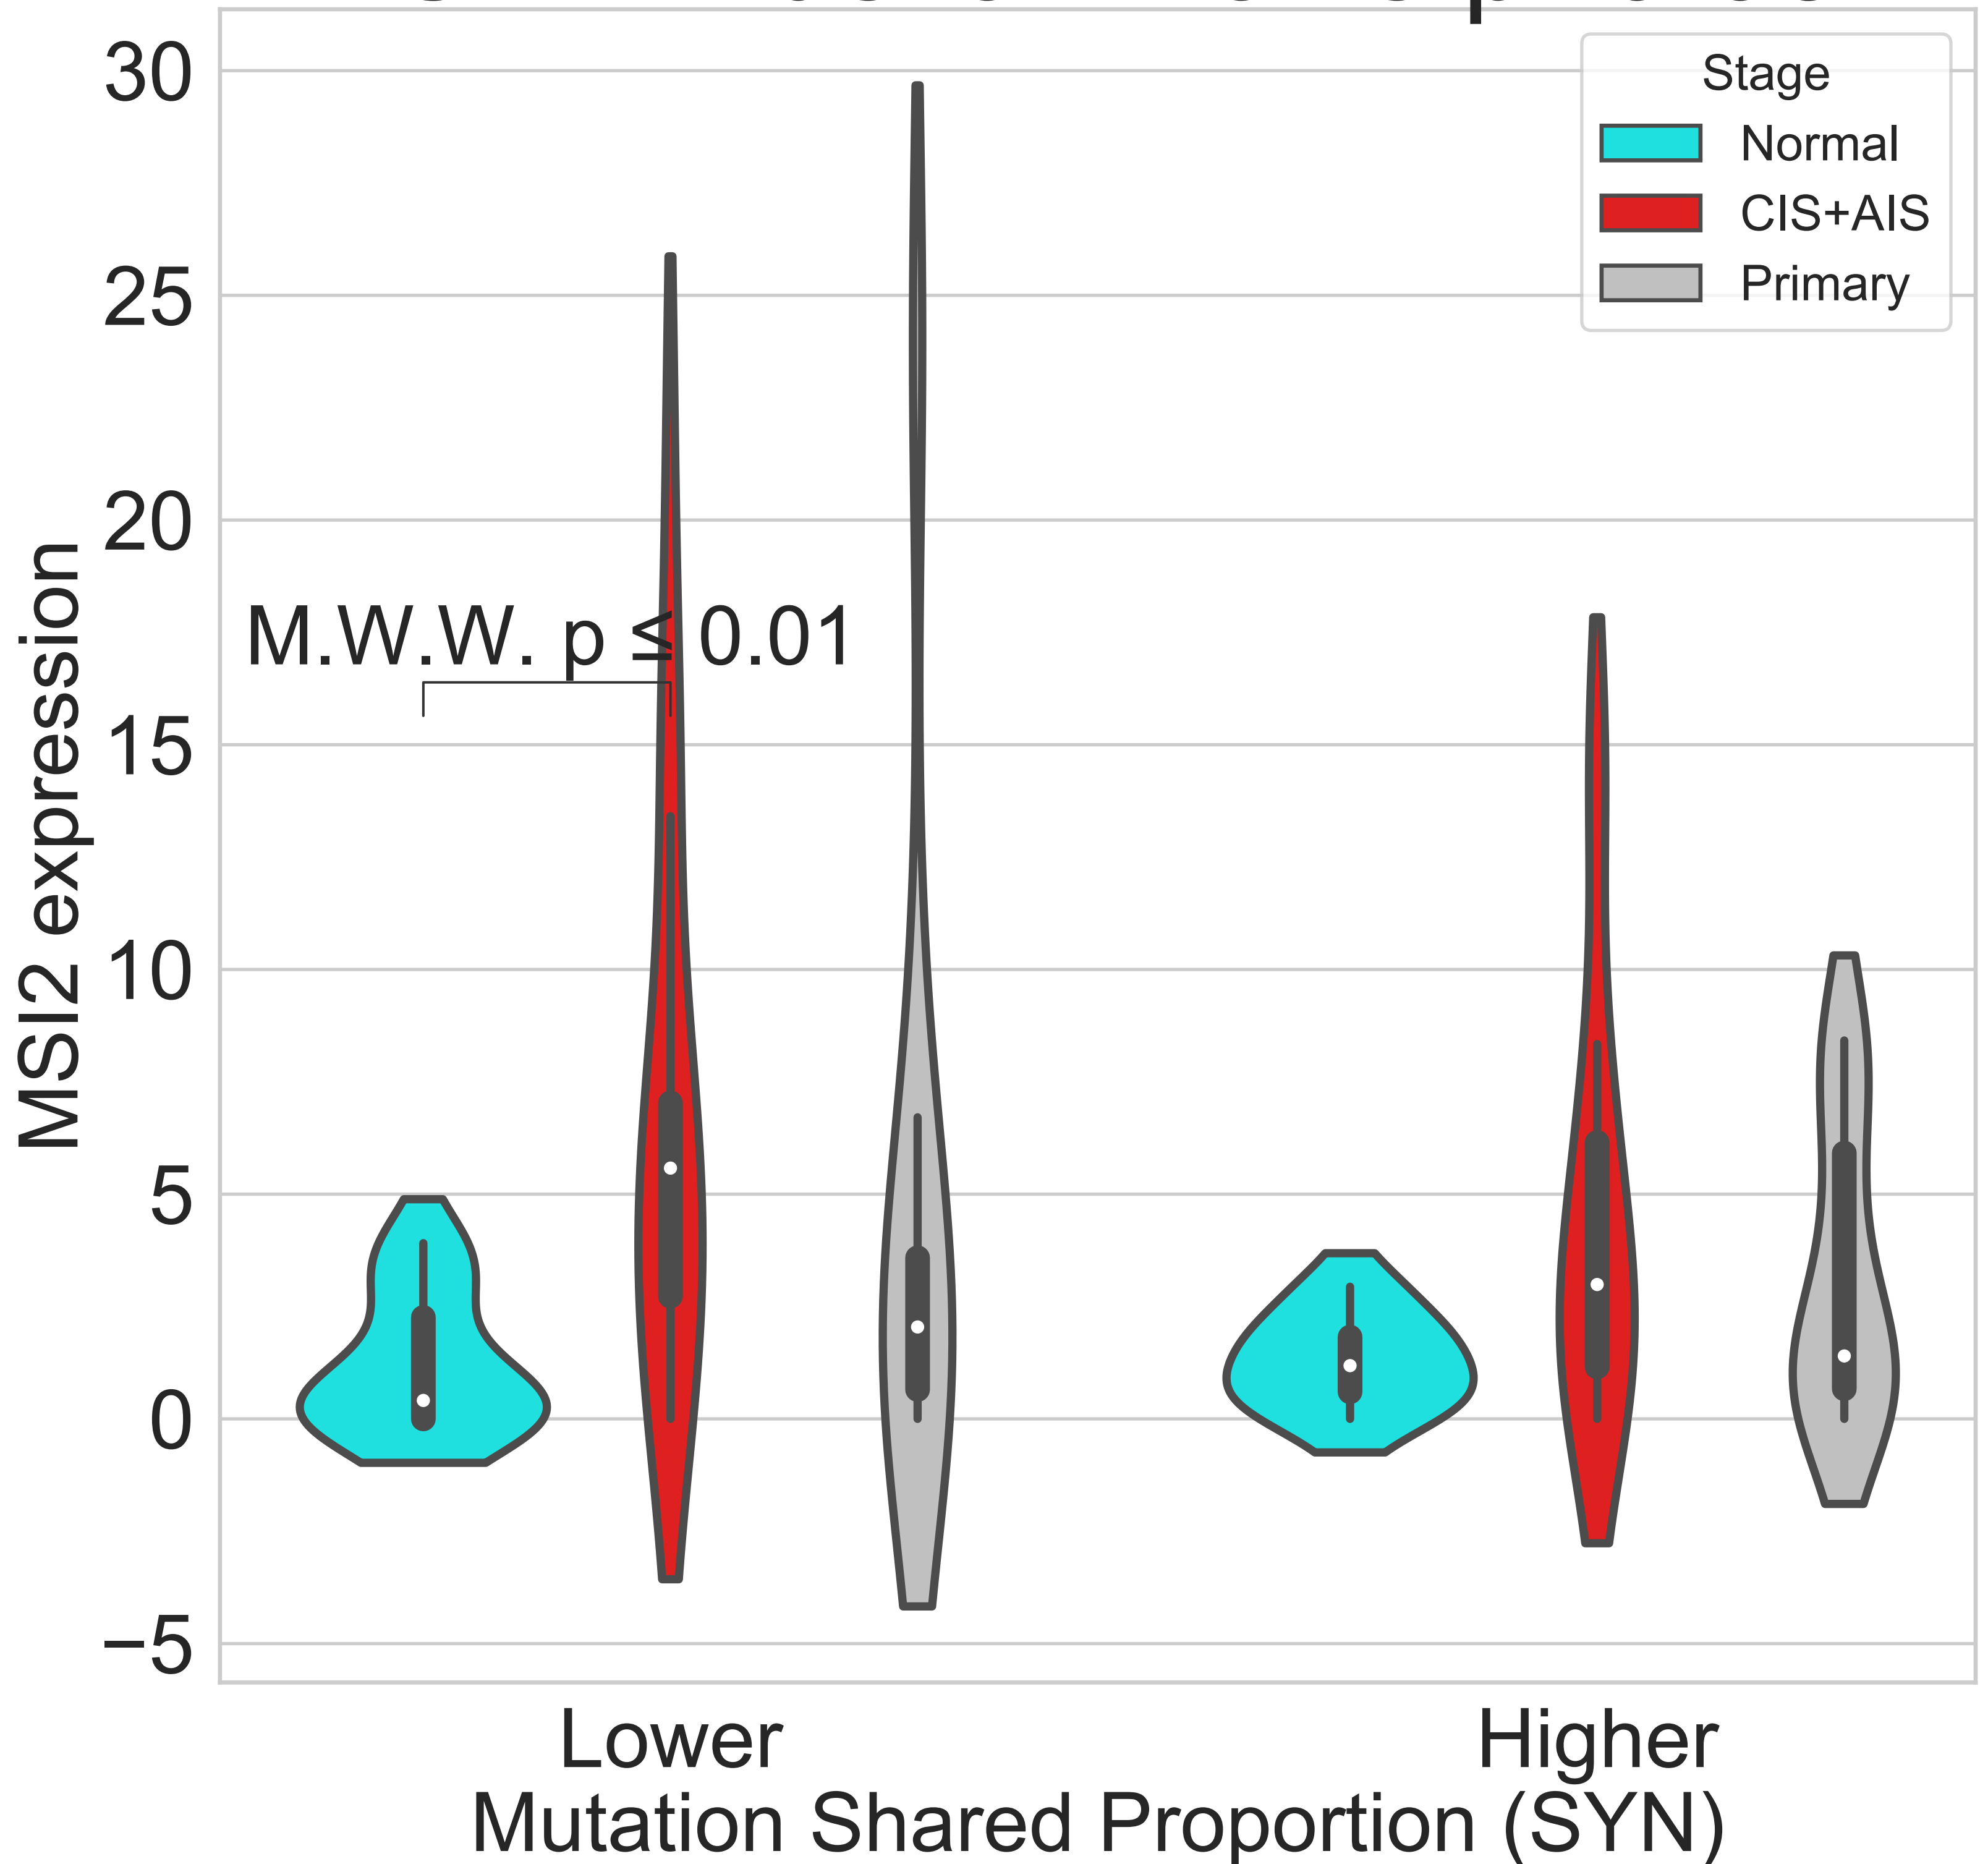 30
25
20
15
10
5
0
−5
MSI2 expression
Stage
Normal
CIS+AIS
Primary
M.W.W. p ≤ 0.01
Lower
Higher
Mutation Shared Proportion (SYN)